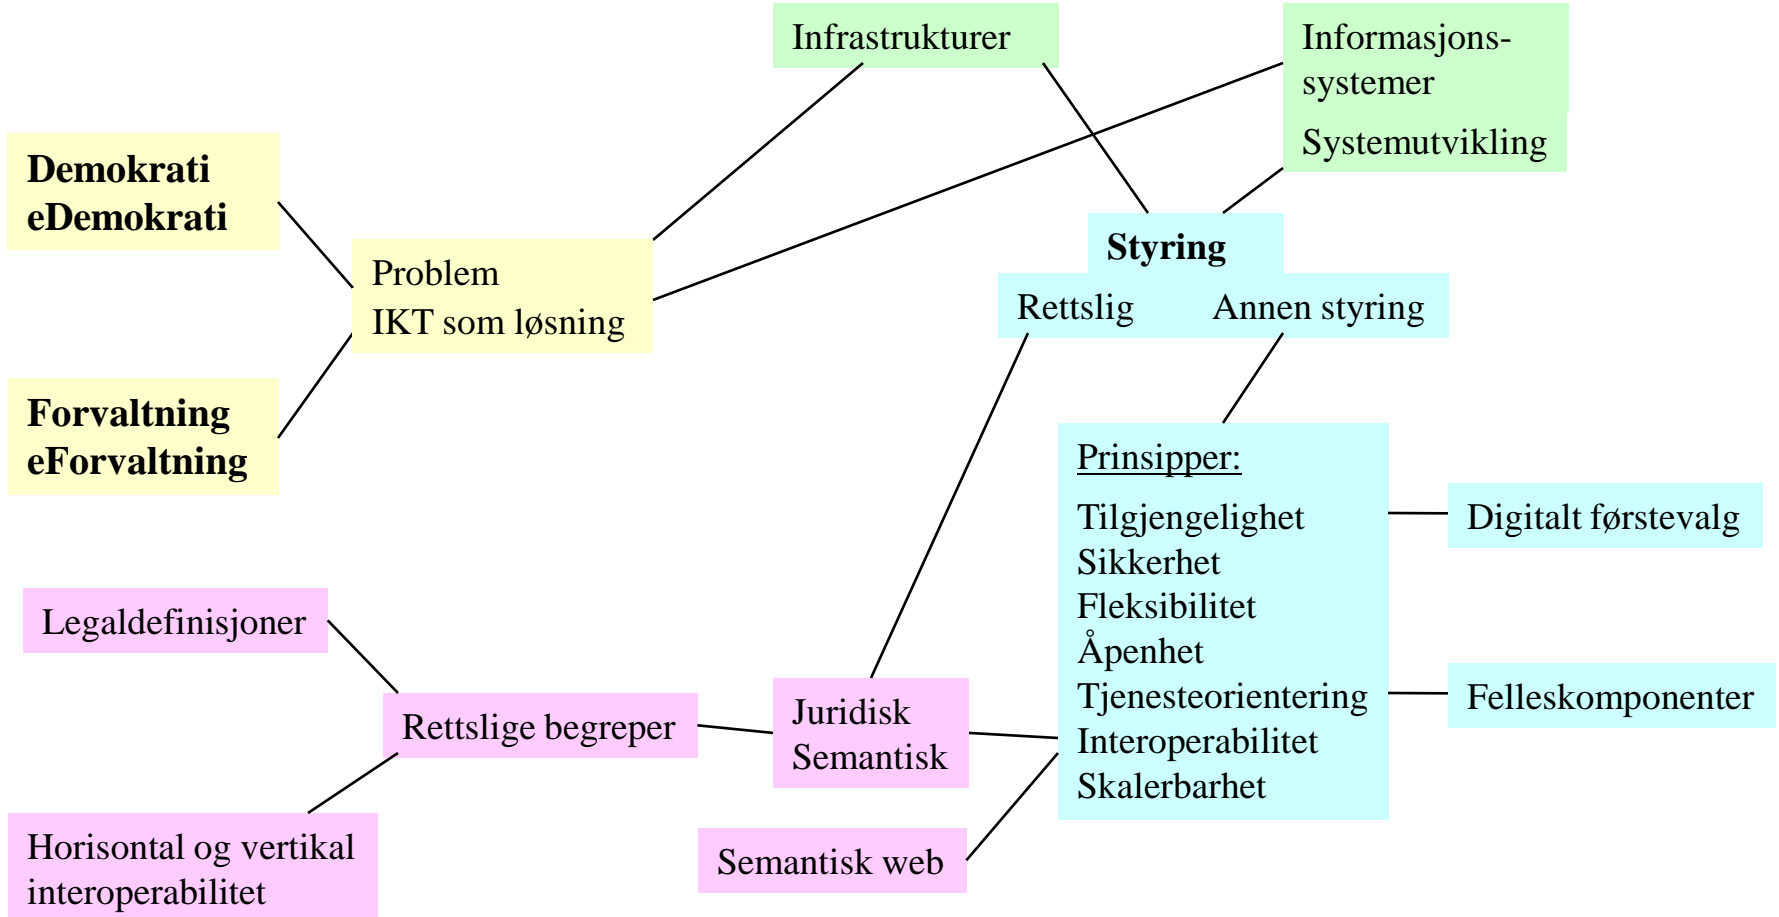 Infrastrukturer
Informasjons-
systemer
Systemutvikling
Demokrati
eDemokrati
Problem
IKT som løsning
Styring
Rettslig
Annen styring
Forvaltning
eForvaltning
Prinsipper:
Tilgjengelighet
Sikkerhet
Fleksibilitet
Åpenhet
Tjenesteorientering
Interoperabilitet
Skalerbarhet
Digitalt førstevalg
Felleskomponenter
Legaldefinisjoner
Rettslige begreper
Juridisk
Semantisk
Horisontal og vertikal
interoperabilitet
Semantisk web